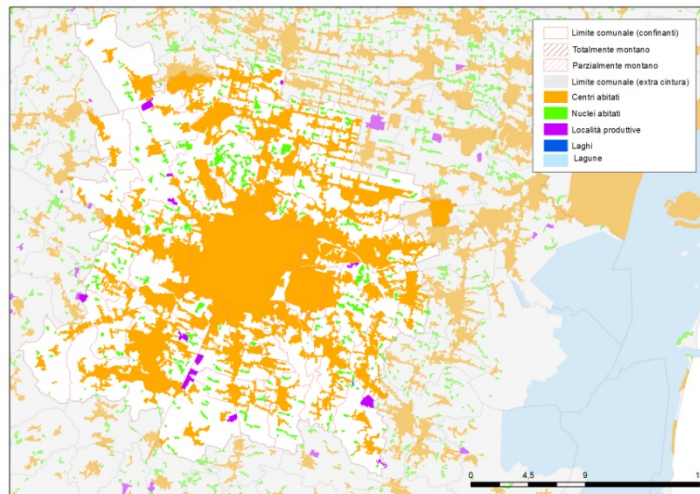 Limite comunale (confinanti)
Totalmente montano
Parzialmente montano
Limite comunale (extra cintura)
Centri abitati
Nuclei abitati
Località produttive
Laghi
Lagune
0 4,5 9